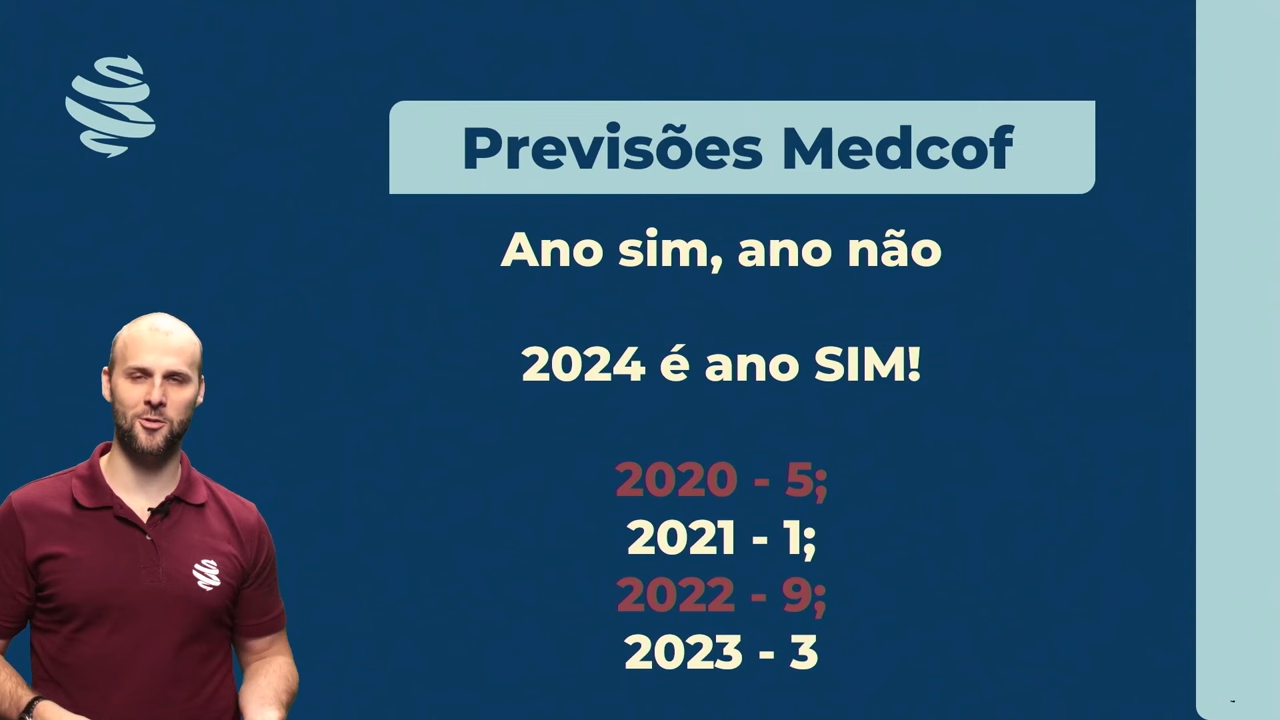 Previsões Medcof
Ano sim, ano não
2024 é ano SIM!
2020 - 5;
2021 - 1;
2022 - 9;
2023 - 3